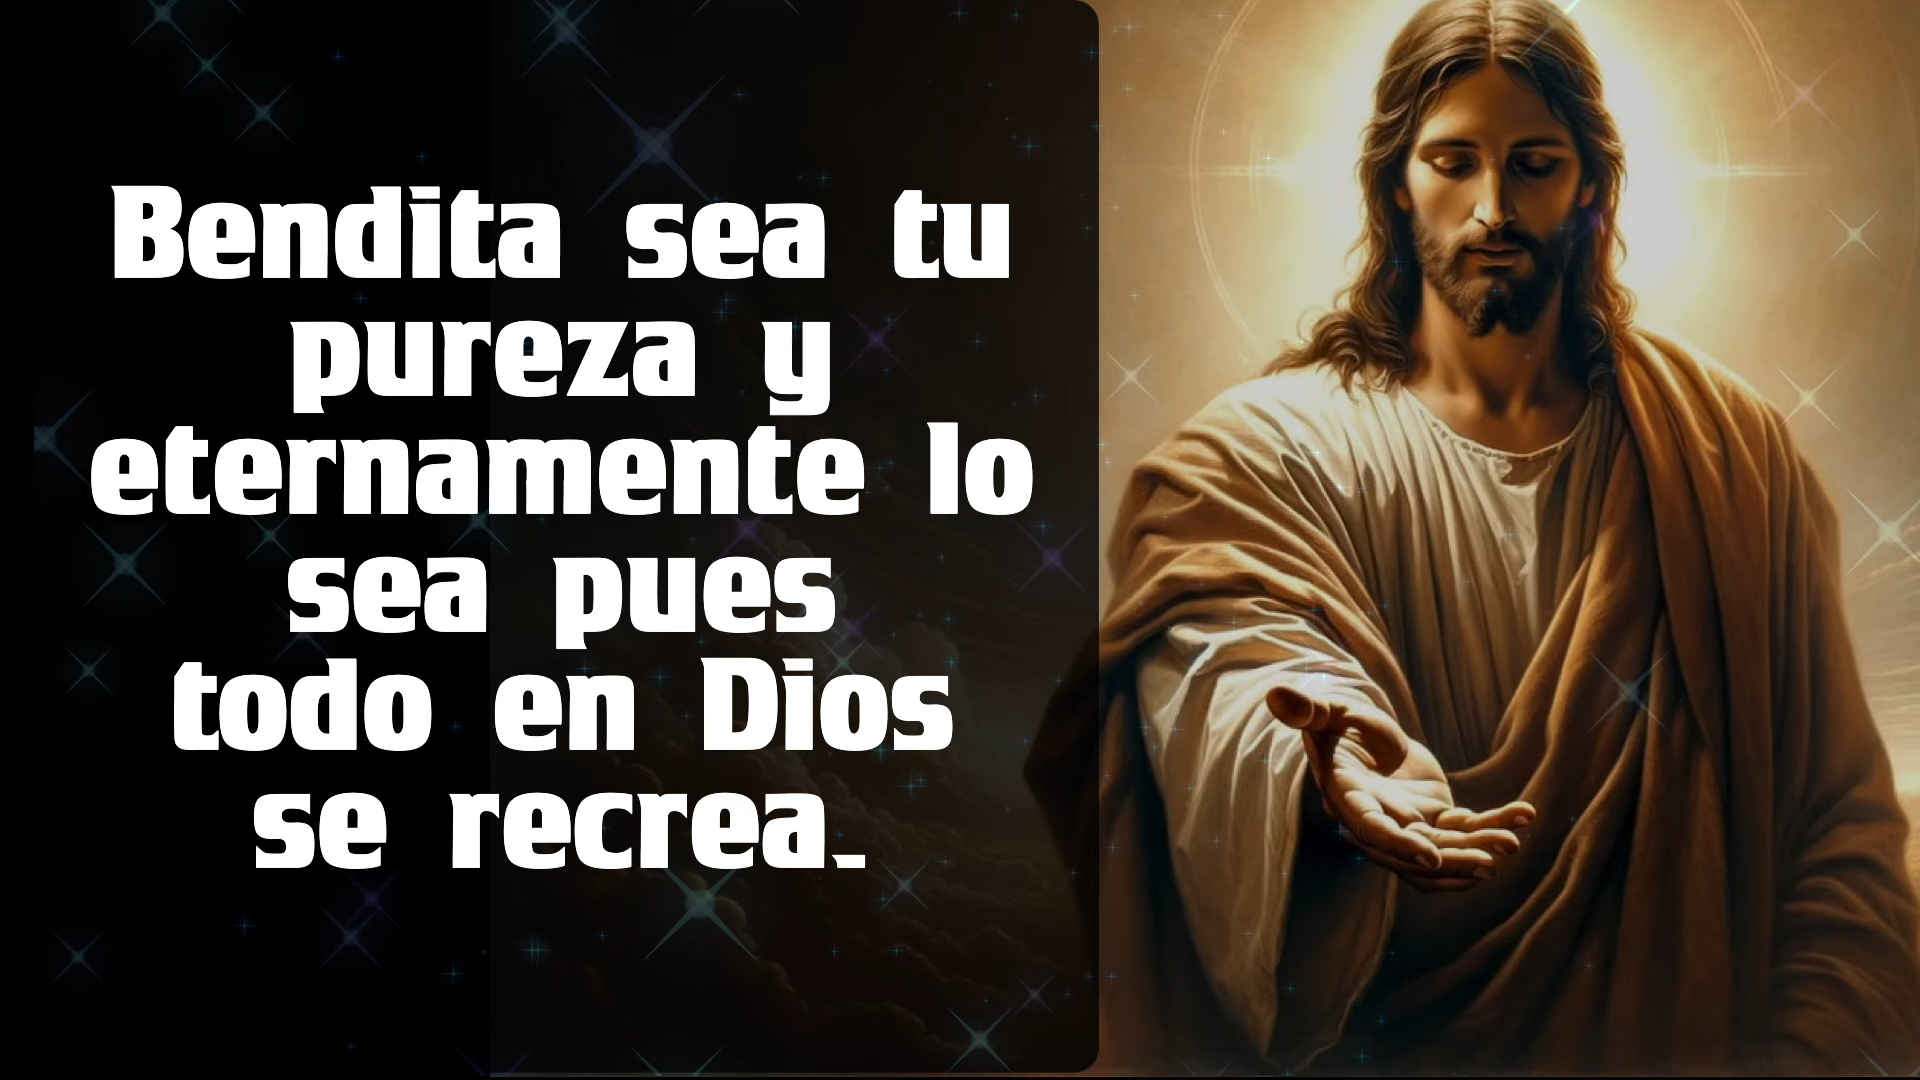 Bendita sea tu
pureza y
eternamente lo
sea pues
todo en Dios
se recrea.